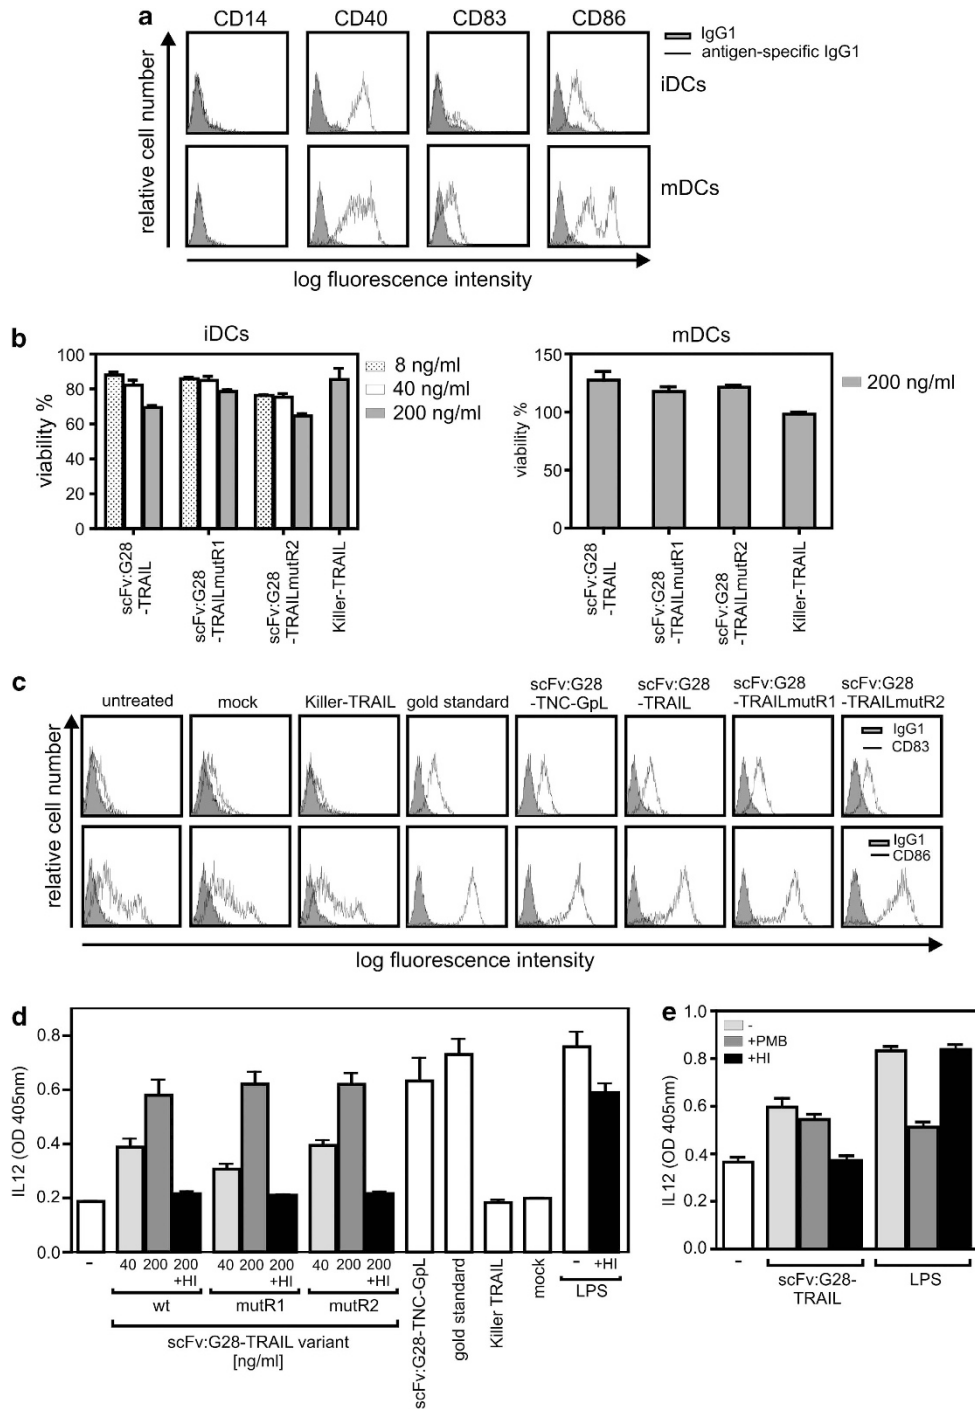 a
CD14 CD40 CD83 CD86
IgG1
antigen-specific IgG1
iDCs
mDCs
relative cell number
log fluorescence intensity
b
iDCs
viability %
100
80
60
40
20
0
8 ng/ml
40 ng/ml
200 ng/ml
scFv:G28
-TRAIL
scFv:G28
-TRAILmutR1
scFv:G28
-TRAILmutR2
Killer-TRAIL
mDCs
viability %
150
100
50
0
200 ng/ml
scFv:G28
-TRAIL
scFv:G28
-TRAILmutR1
scFv:G28
-TRAILmutR2
Killer-TRAIL
c
untreated
mock
Killer-TRAIL
gold standard
scFv:G28
-TNC-GpL
scFv:G28
-TRAIL
scFv:G28
-TRAILmutR1
scFv:G28
-TRAILmutR2
IgG1
CD83
IgG1
CD86
relative cell number
log fluorescence intensity
d
IL12 (OD 405nm)
0.8
0.6
0.4
0.2
0.0
-
40 200 200
+HI
40 200 200
+HI
40 200 200
+HI
wt
mutR1
mutR2
scFv:G28-TRAIL variant
[ng/ml]
scFv:G28-TNC-GpL
gold standard
Killer TRAIL
mock
- +HI
LPS
e
IL12 (OD 405nm)
1.0
0.8
0.6
0.4
0.2
0.0
-
+PMB
+HI
-
scFv:G28-
TRAIL
LPS